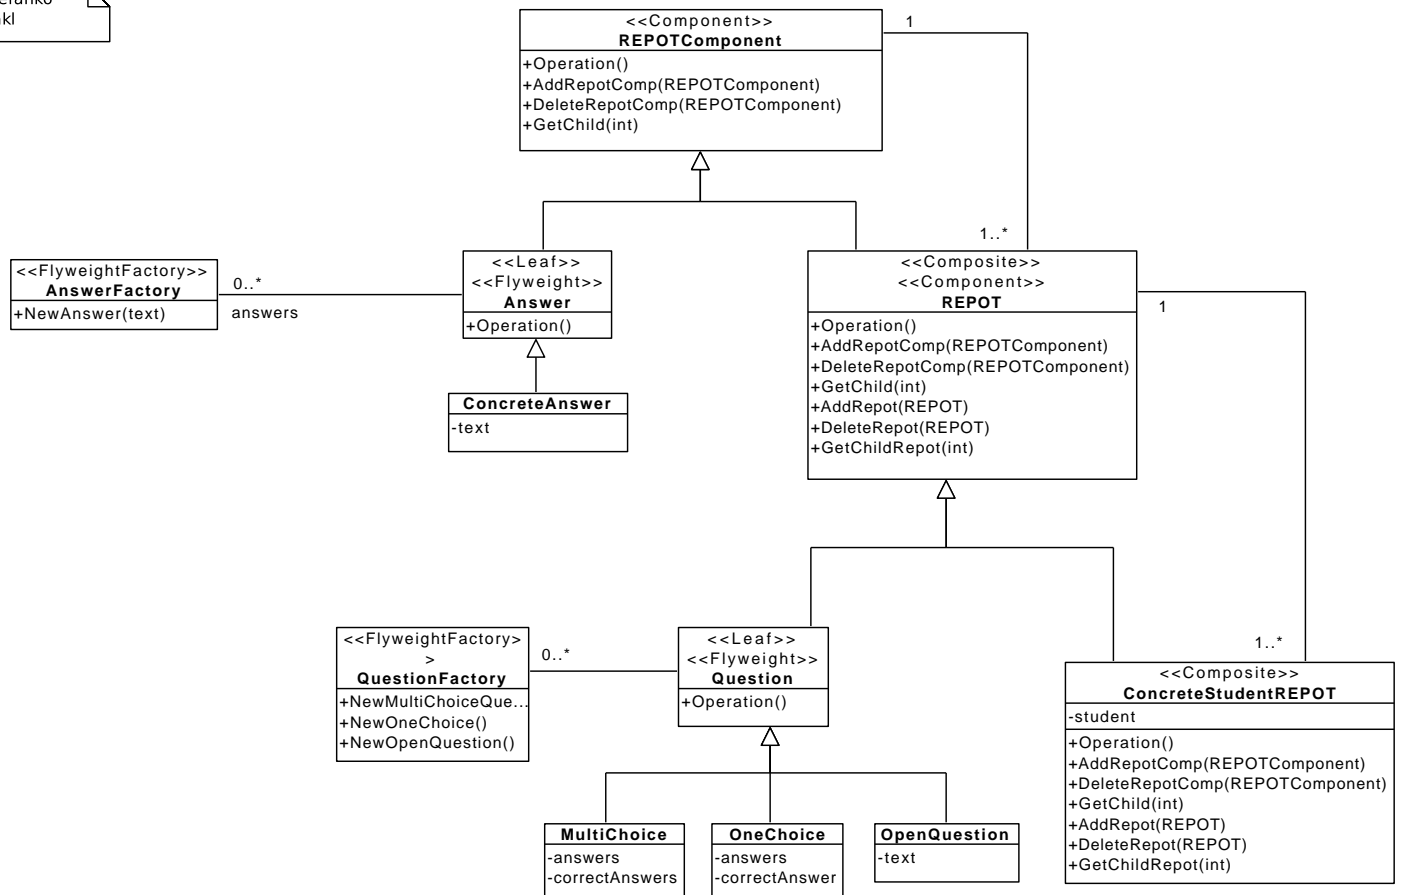 nkl
<<Component>>
REPOTComponent
+Operation()
+AddRepotComp(REPOTComponent)
+DeleteRepotComp(REPOTComponent)
+GetChild(int)
1
1..*
<<FlyweightFactory>>
AnswerFactory
+NewAnswer(text)
0..*
answers
<<Leaf>>
<<Flyweight>>
Answer
+Operation()
ConcreteAnswer
-text
<<Composite>>
<<Component>>
REPOT
+Operation()
+AddRepotComp(REPOTComponent)
+DeleteRepotComp(REPOTComponent)
+GetChild(int)
+AddRepot(REPOT)
+DeleteRepot(REPOT)
+GetChildRepot(int)
1
1..*
<<FlyweightFactory>
>
QuestionFactory
+NewMultiChoiceQue...
+NewOneChoice()
+NewOpenQuestion()
0..*
<<Leaf>>
<<Flyweight>>
Question
+Operation()
<<Composite>>
ConcreteStudentREPOT
-student
+Operation()
+AddRepotComp(REPOTComponent)
+DeleteRepotComp(REPOTComponent)
+GetChild(int)
+AddRepot(REPOT)
+DeleteRepot(REPOT)
+GetChildRepot(int)
MultiChoice
-answers
-correctAnswers
OneChoice
-answers
-correctAnswer
OpenQuestion
-text